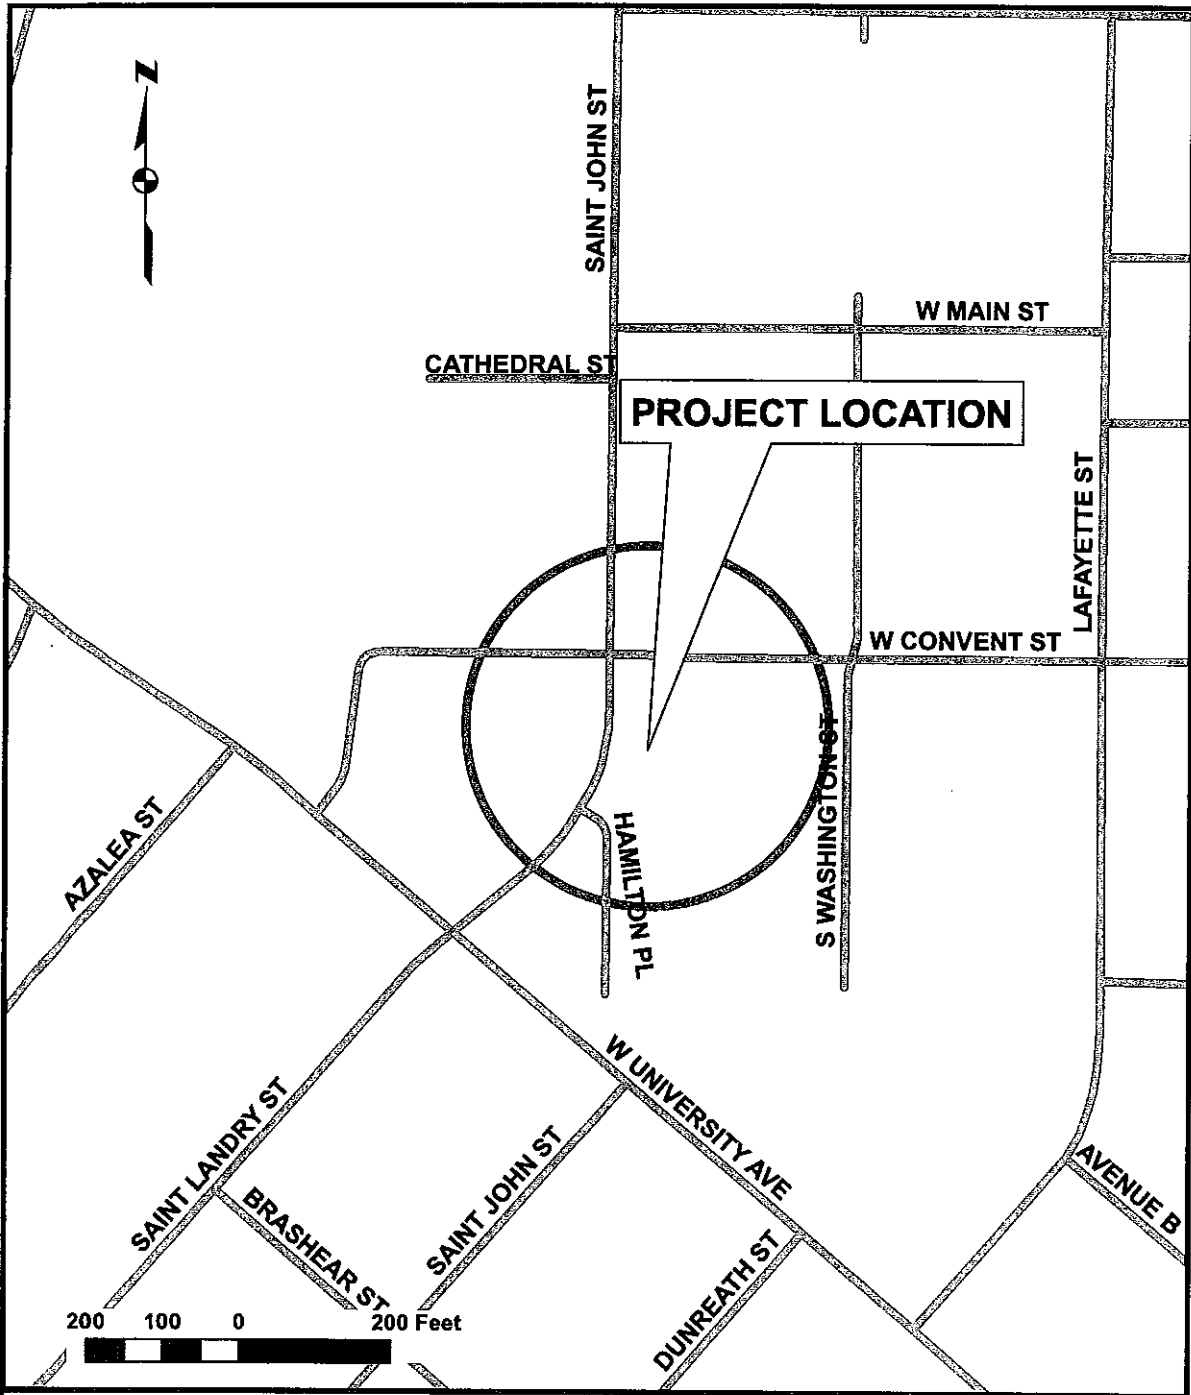 N
SAINT JOHN ST
W MAIN ST
CATHEDRAL ST
PROJECT LOCATION
LAFAYETTE ST
W CONVENT ST
S WASHINGTON ST
AZALEA ST
HAMILTON PL
W UNIVERSITY AVE
SAINT LANDRY ST
BRASHEAR ST
SAINT JOHN ST
AVENUE B
DUNREATH ST
200 100 0 200 Feet